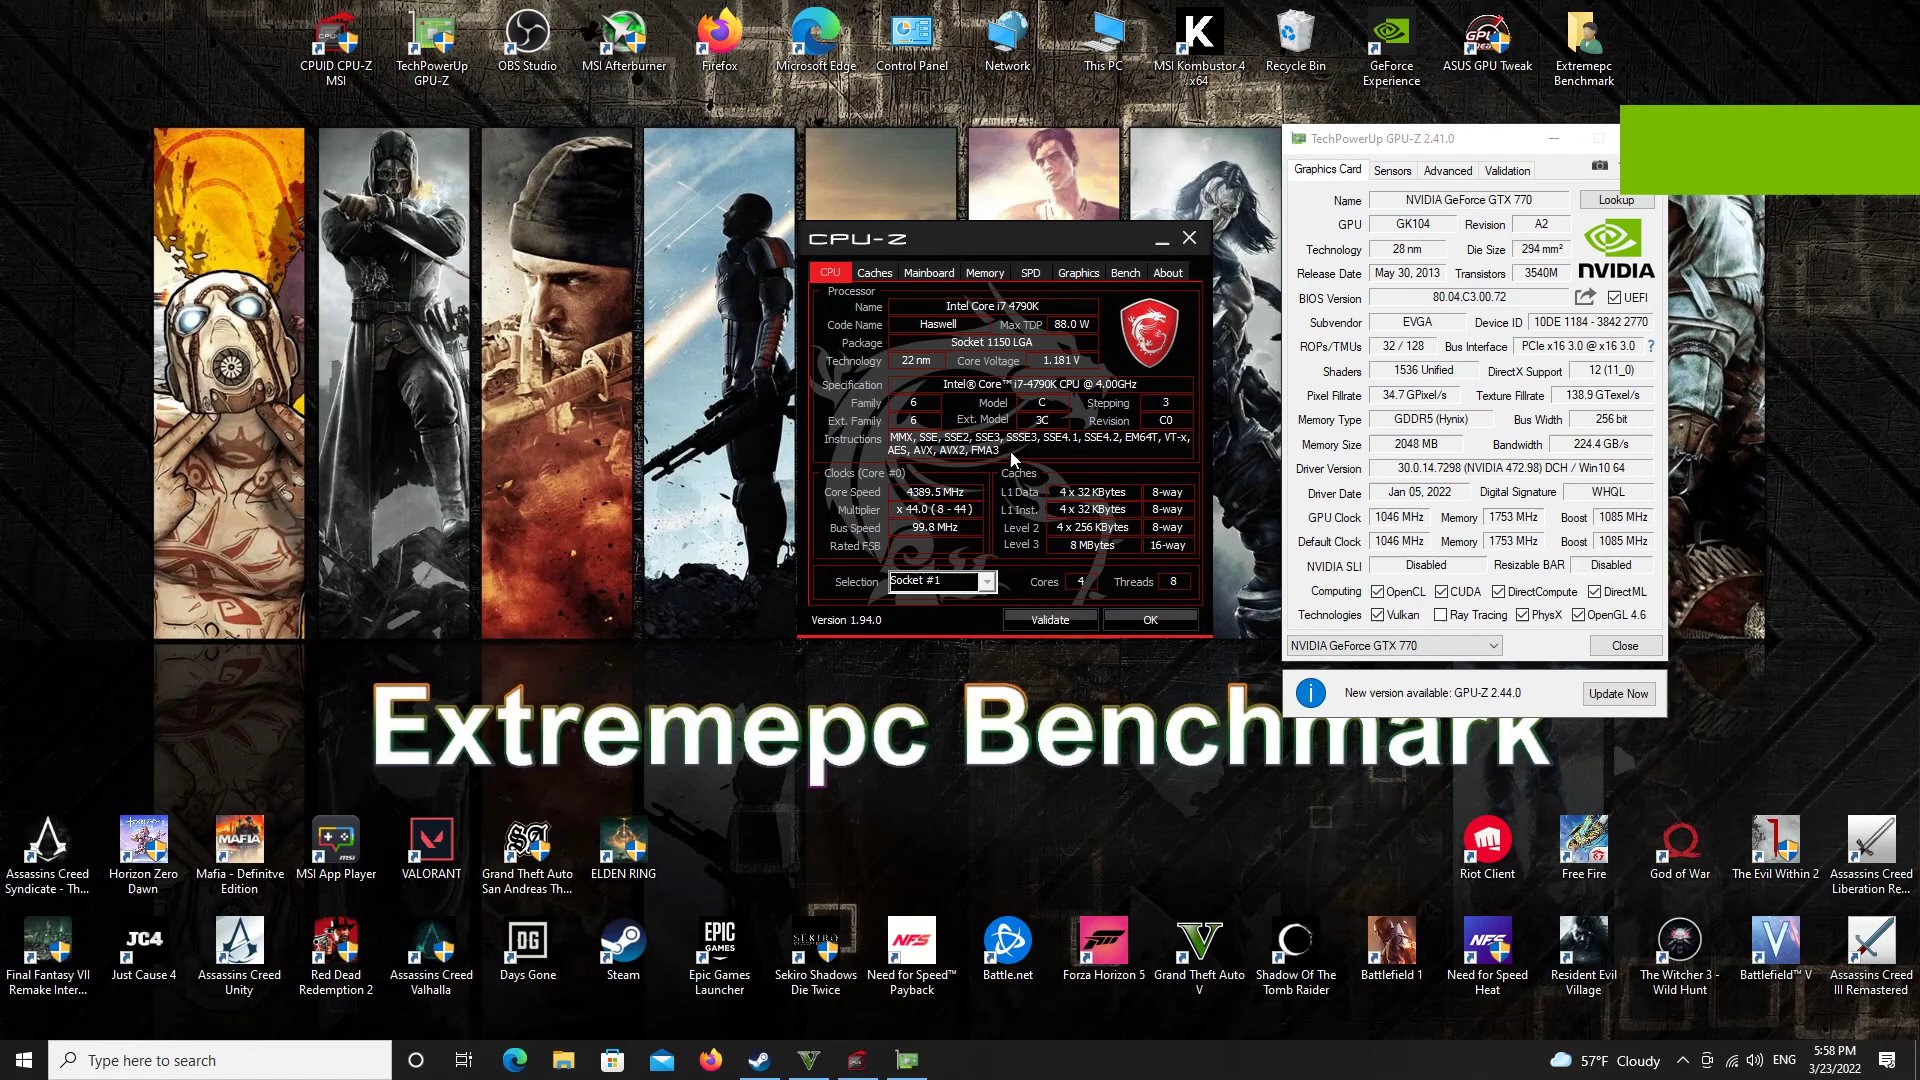 CPUID CPU-Z
MSI
TechPowerUp
GPU-Z
OBS Studio
MSI Afterburner
Firefox
Microsoft Edge
Control Panel
Network
This PC
MSI Kombustor 4
x64
Recycle Bin
GeForce
Experience
ASUS GPU Tweak
Extremepc
Benchmark
CPU-Z
CPU Caches Mainboard Memory SPD Graphics Bench About
Processor
Name Intel Core i7 4790K
Code Name Haswell Max TDP 88.0 W
Package Socket 1150 LGA
Technology 22 nm Core Voltage 1.181 V
Specification Intel® Core™ i7-4790K CPU @ 4.00GHz
Family 6 Model C Stepping 3
Ext. Family 6 Ext. Model 3C Revision C0
Instructions MMX, SSE, SSE2, SSE3, SSSE3, SSE4.1, SSE4.2, EM64T, VT-x,
AES, AVX, AVX2, FMA3
Clocks (Core #0)
Core Speed 4389.5 MHz
Multiplier x 44.0 ( 8 - 44 )
Bus Speed 99.8 MHz
Rated FSB
Caches
L1 Data 4 x 32 KBytes 8-way
L1 Inst. 4 x 32 KBytes 8-way
Level 2 4 x 256 KBytes 8-way
Level 3 8 MBytes 16-way
Selection Socket #1 Cores 4 Threads 8
Version 1.94.0 Validate OK
TechPowerUp GPU-Z 2.41.0
Graphics Card Sensors Advanced Validation
Name NVIDIA GeForce GTX 770 Lookup
GPU GK104 Revision A2
Technology 28 nm Die Size 294 mm²
NVIDIA
Release Date May 30, 2013 Transistors 3540M
BIOS Version 80.04.C3.00.72 UEFI
Subvendor EVGA Device ID 10DE 1184 - 3842 2770
ROPs/TMUs 32 / 128 Bus Interface PCIe x16 3.0 @ x16 3.0 ?
Shaders 1536 Unified DirectX Support 12 (11_0)
Pixel Fillrate 34.7 GPixel/s Texture Fillrate 138.9 GTexel/s
Memory Type GDDR5 (Hynix) Bus Width 256 bit
Memory Size 2048 MB Bandwidth 224.4 GB/s
Driver Version 30.0.14.7298 (NVIDIA 472.98) DCH / Win10 64
Driver Date Jan 05, 2022 Digital Signature WHQL
GPU Clock 1046 MHz Memory 1753 MHz Boost 1085 MHz
Default Clock 1046 MHz Memory 1753 MHz Boost 1085 MHz
NVIDIA SLI Disabled Resizable BAR Disabled
Computing OpenCL CUDA DirectCompute DirectML
Technologies Vulkan Ray Tracing PhysX OpenGL 4.6
NVIDIA GeForce GTX 770 Close
New version available: GPU-Z 2.44.0 Update Now
Extremepc Benchmark
Assassins Creed
Syndicate - Th...
Horizon Zero
Dawn
Mafia - Definitve
Edition
MSI App Player
VALORANT
Grand Theft Auto
San Andreas Th...
ELDEN RING
Riot Client
Free Fire
God of War
The Evil Within 2
Assassins Creed
Liberation Re...
Final Fantasy VII
Remake Inter...
JC4
Just Cause 4
Assassins Creed
Unity
Red Dead
Redemption 2
Assassins Creed
Valhalla
DG
Days Gone
Steam
EPIC
GAMES
Epic Games
Launcher
SEKIRO
Sekiro Shadows
Die Twice
NFS
Need for Speed™
Payback
Battle.net
Forza Horizon 5
Grand Theft Auto
V
Shadow Of The
Tomb Raider
Battlefield 1
NFS
Need for Speed
Heat
Resident Evil
Village
The Witcher 3 -
Wild Hunt
Battlefield™ V
Assassins Creed
III Remastered
Type here to search
57°F Cloudy
ENG
5:58 PM
3/23/2022